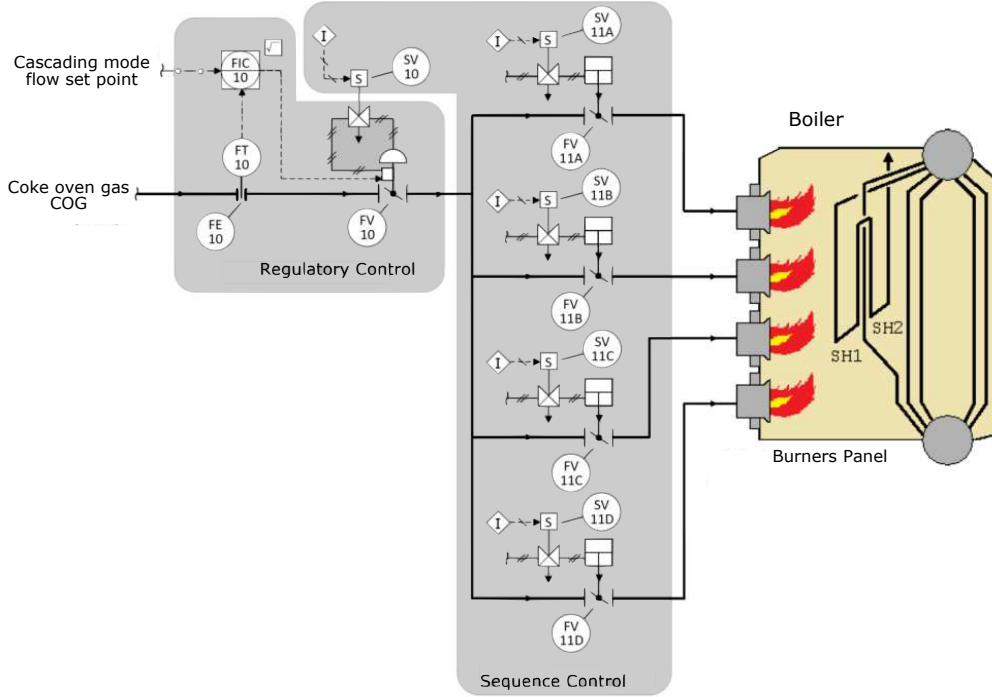 Cascading mode
flow set point
FIC
10
√
I
S
SV
10
FT
10
Coke oven gas
COG
FE
10
FV
10
Regulatory Control
I
S
SV
11A
FV
11A
I
S
SV
11B
FV
11B
I
S
SV
11C
FV
11C
I
S
SV
11D
FV
11D
Sequence Control
Boiler
SH1
SH2
Burners Panel